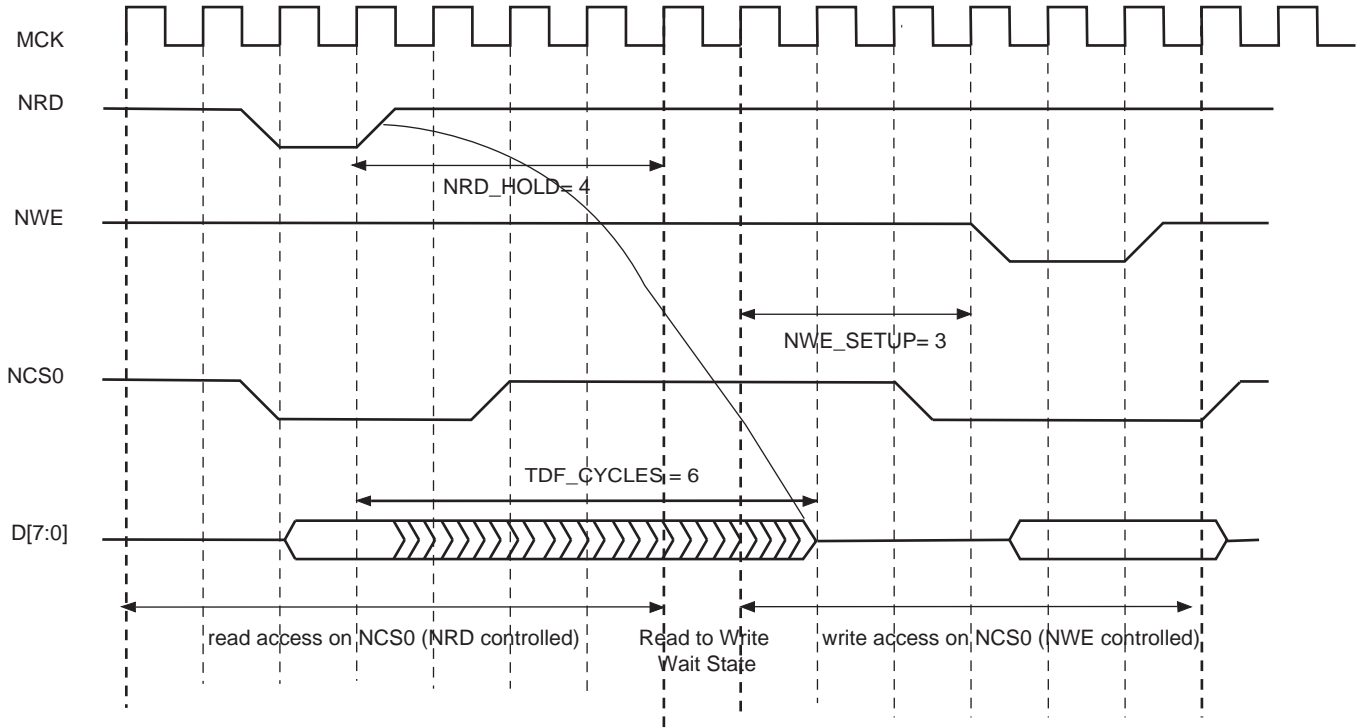 MCK
NRD
NRD_HOLD= 4
NWE
NWE_SETUP= 3
NCS0
TDF_CYCLES = 6
D[7:0]
read access on NCS0 (NRD controlled)
Read to Write
Wait State
write access on NCS0 (NWE controlled)